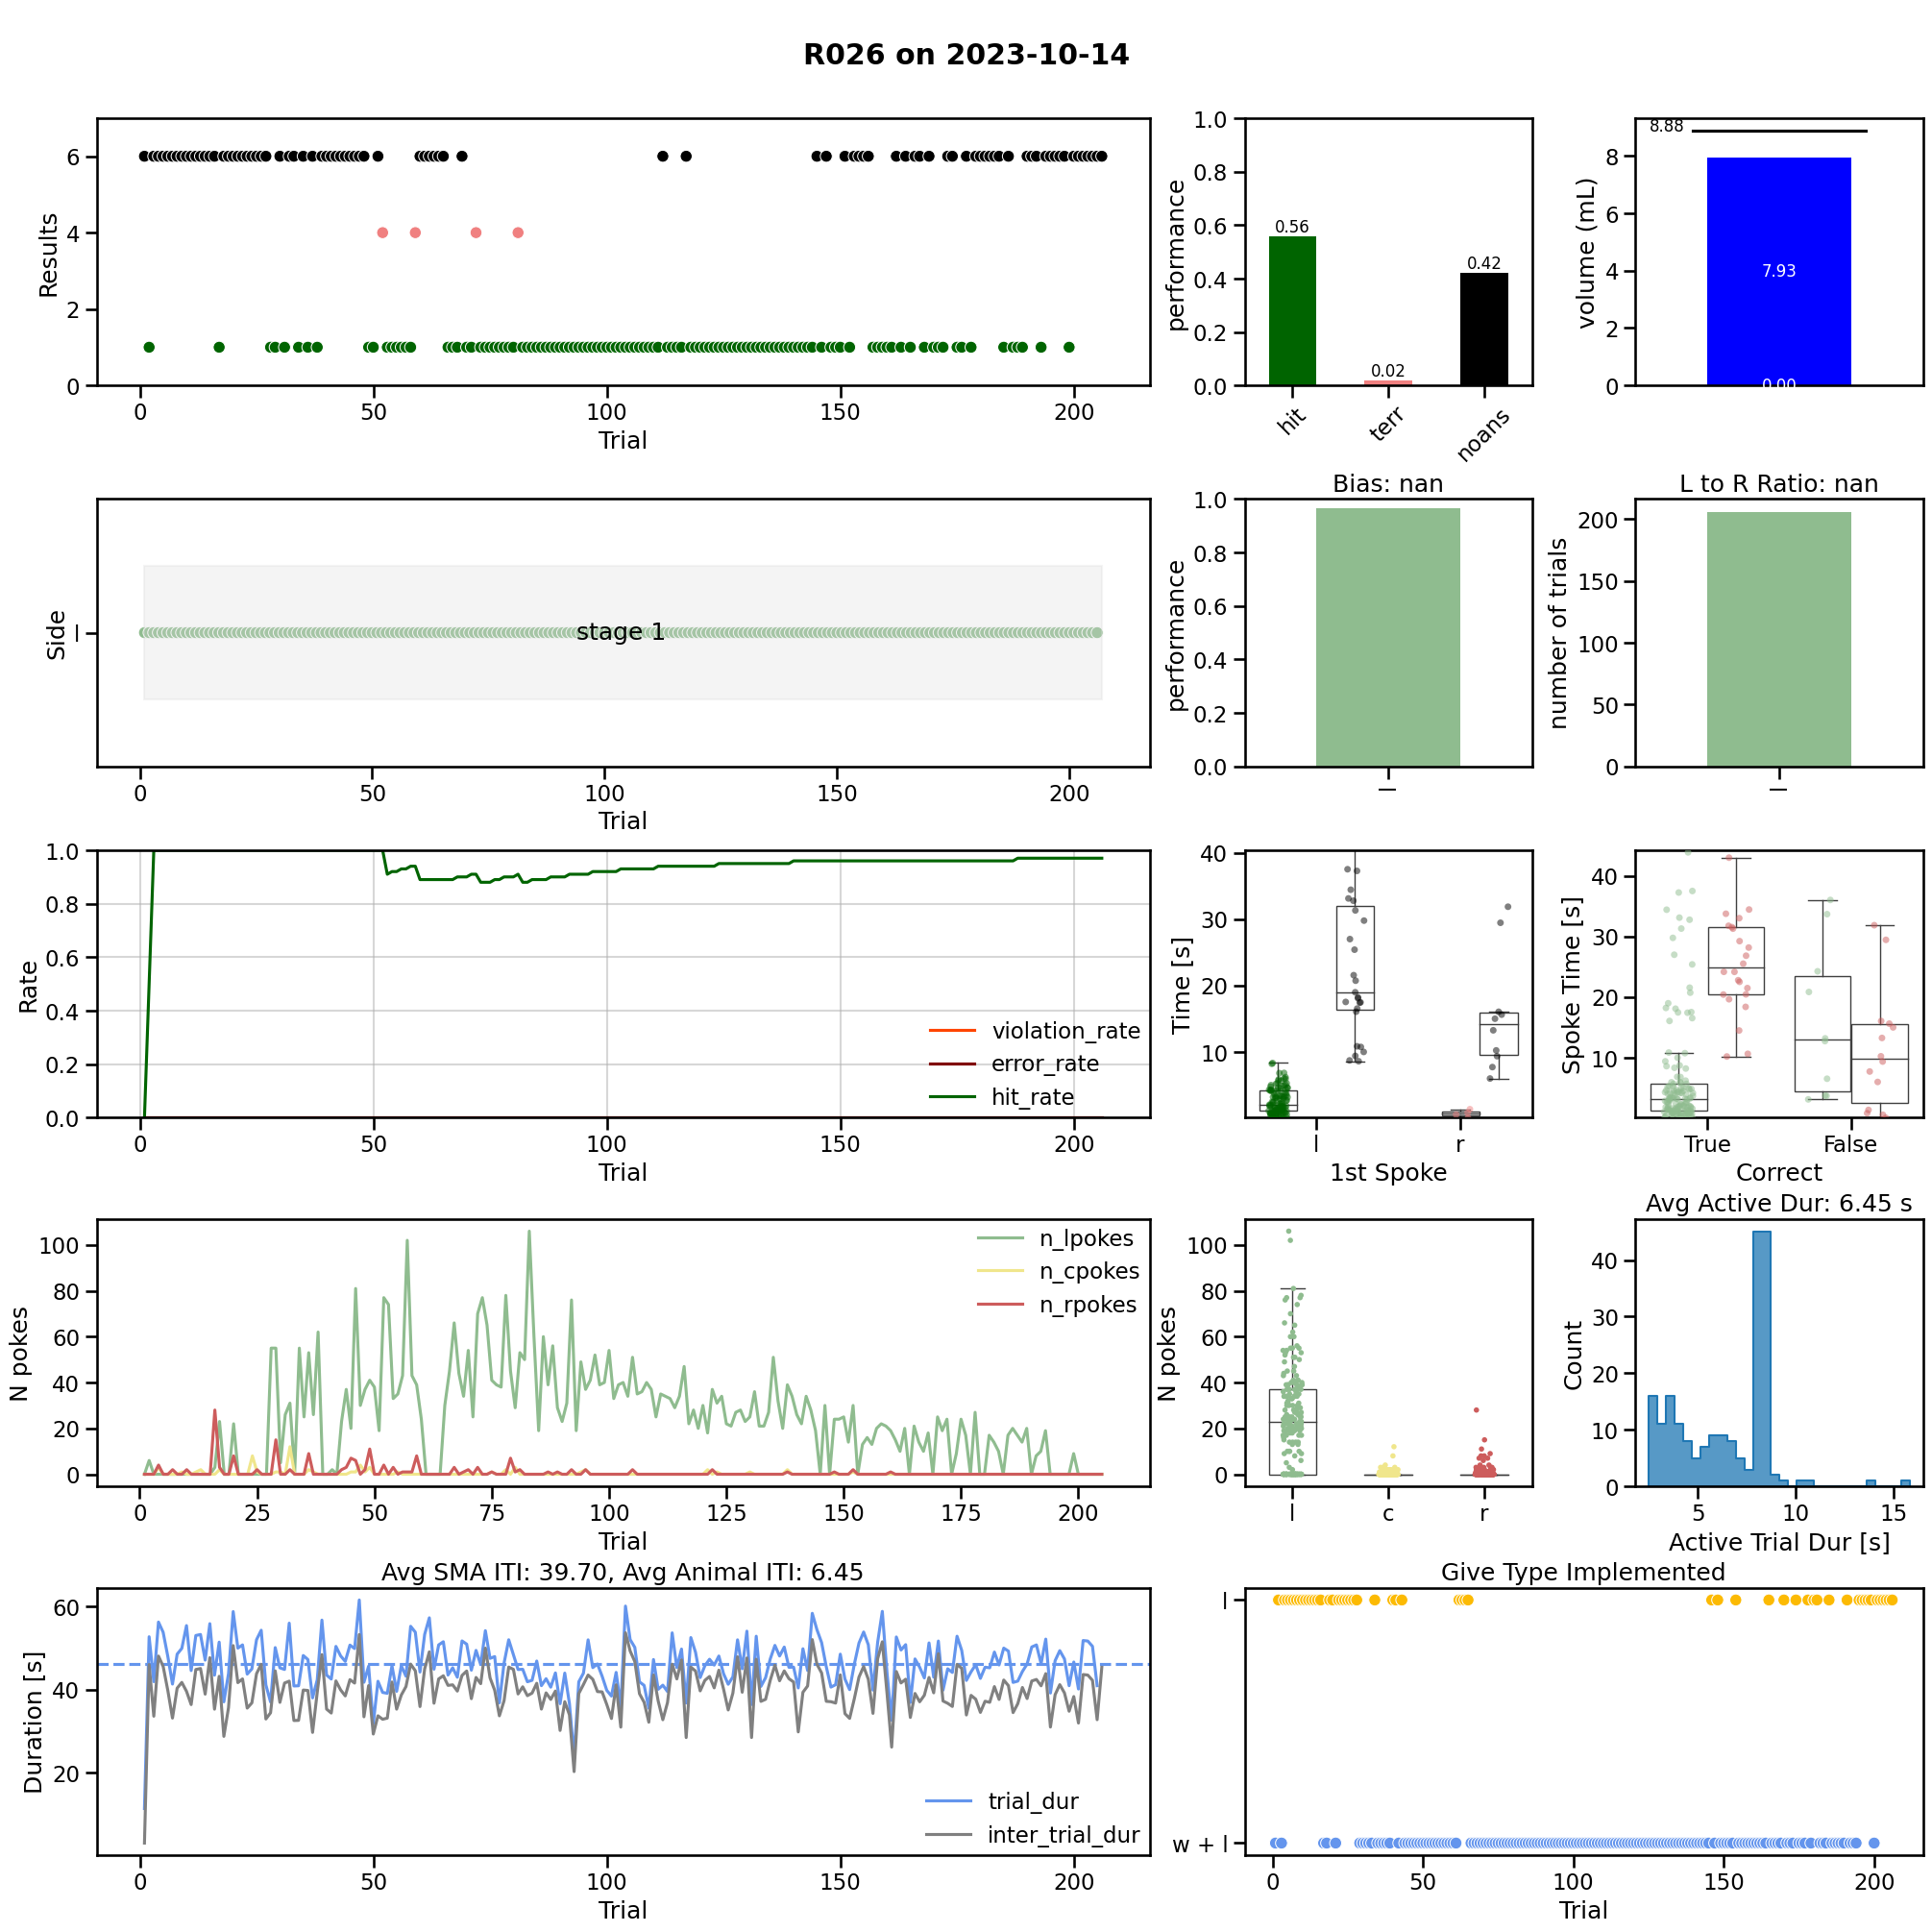 R026 on 2023-10-14
Results
6
4
2
0
0 50 100 150 200
Trial
performance
1.0
0.8
0.6
0.4
0.2
0.0
0.56
0.02
0.42
hit terr noans
volume (mL)
8
6
4
2
0
8.88
7.93
0.00
Side
l
stage 1
0 50 100 150 200
Trial
Bias: nan
performance
1.0
0.8
0.6
0.4
0.2
0.0
l
L to R Ratio: nan
number of trials
200
150
100
50
0
l
Rate
1.0
0.8
0.6
0.4
0.2
0.0
violation_rate
error_rate
hit_rate
0 50 100 150 200
Trial
Time [s]
40
30
20
10
l r
1st Spoke
Spoke Time [s]
40
30
20
10
True False
Correct
N pokes
100
80
60
40
20
0
n_lpokes
n_cpokes
n_rpokes
0 25 50 75 100 125 150 175 200
Trial
N pokes
100
80
60
40
20
0
l c r
Avg Active Dur: 6.45 s
Count
40
30
20
10
0
5 10 15
Active Trial Dur [s]
Avg SMA ITI: 39.70, Avg Animal ITI: 6.45
Duration [s]
60
40
20
trial_dur
inter_trial_dur
0 50 100 150 200
Trial
Give Type Implemented
l
w + l
0 50 100 150 200
Trial